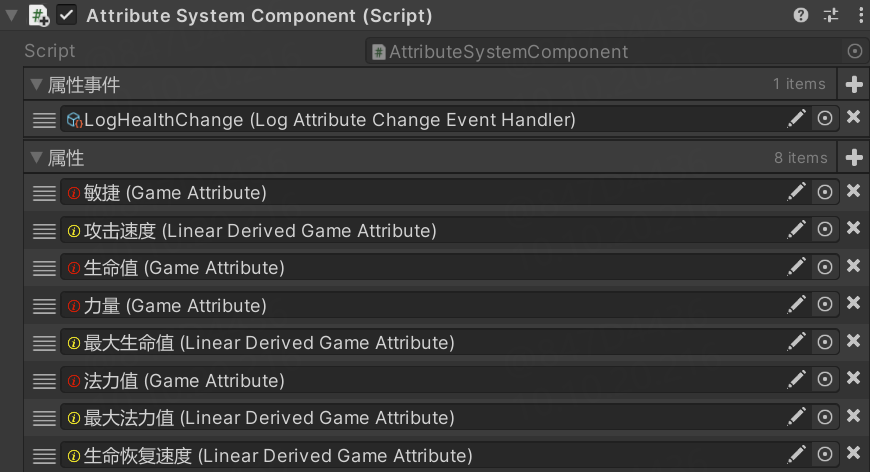 Attribute System Component (Script)
Script AttributeSystemComponent
属性事件 1 items
LogHealthChange (Log Attribute Change Event Handler)
属性 8 items
敏捷 (Game Attribute)
攻击速度 (Linear Derived Game Attribute)
生命值 (Game Attribute)
力量 (Game Attribute)
最大生命值 (Linear Derived Game Attribute)
法力值 (Game Attribute)
最大法力值 (Linear Derived Game Attribute)
生命恢复速度 (Linear Derived Game Attribute)